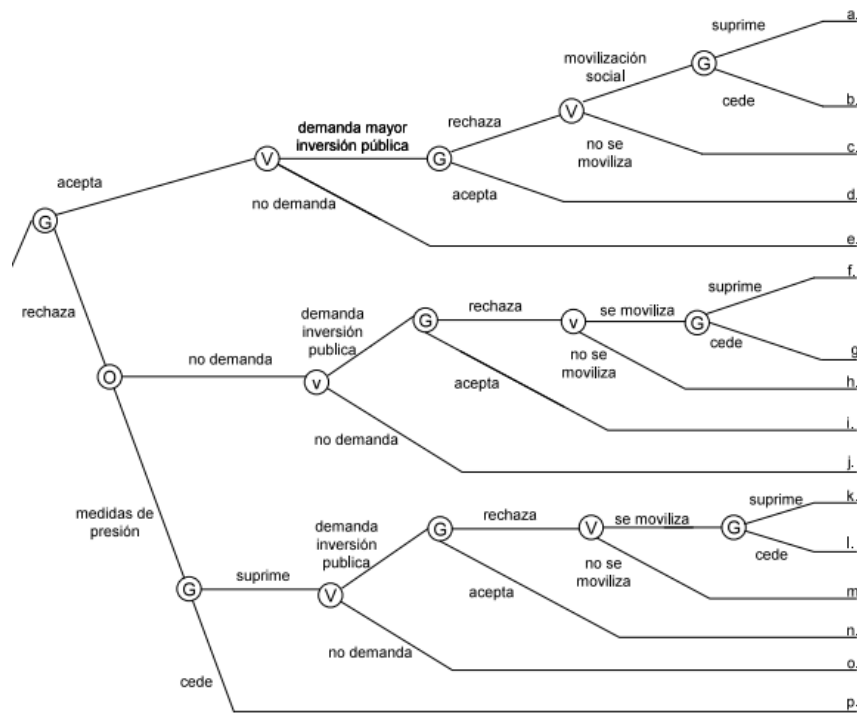 suprime
a.
movilización
social
G
cede
b.
demanda mayor
inversión pública
rechaza
V
no se
moviliza
c.
V
G
acepta
acepta
d.
G
no demanda
e.
rechaza
suprime
f.
demanda
inversión
publica
G
rechaza
v
se moviliza
G
cede
g
no demanda
no se
moviliza
h.
O
v
acepta
i.
no demanda
j.
medidas de
presión
suprime
k.
demanda
inversión
publica
G
rechaza
V
se moviliza
G
cede
l.
no se
moviliza
m
G
suprime
V
acepta
n.
no demanda
o.
cede
p.